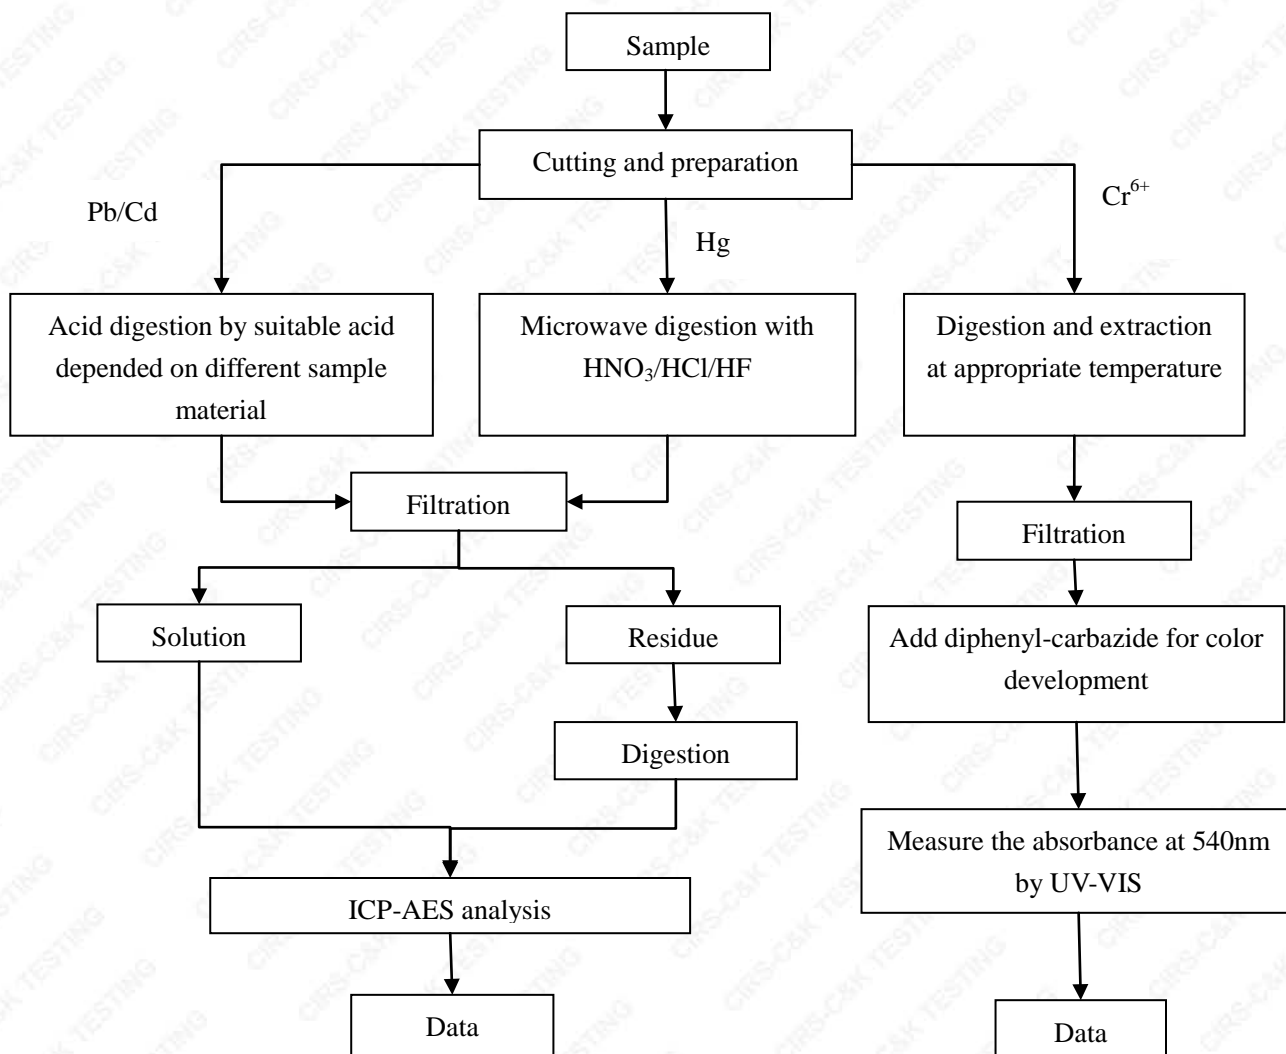 Sample
Cutting and preparation
Pb/Cd
Hg
Cr⁶⁺
Acid digestion by suitable acid
depended on different sample
material
Microwave digestion with
HNO₃/HCl/HF
Digestion and extraction
at appropriate temperature
Filtration
Filtration
Solution
Residue
Add diphenyl-carbazide for color
development
Digestion
Measure the absorbance at 540nm
by UV-VIS
ICP-AES analysis
Data
Data
CIRS-C&K TESTING